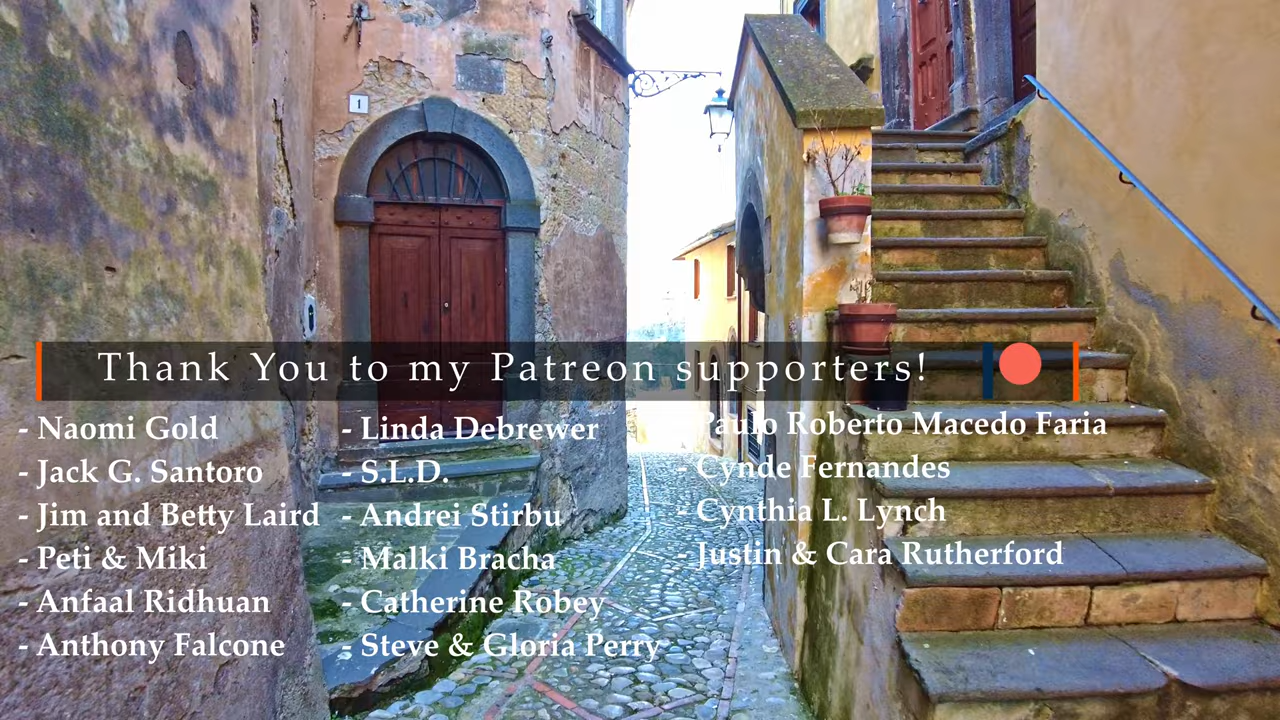 1
Thank You to my Patreon supporters!
- Naomi Gold
- Jack G. Santoro
- Jim and Betty Laird
- Peti & Miki
- Anfaal Ridhuan
- Anthony Falcone
- Linda Debrewer
- S.L.D.
- Andrei Stirbu
- Malki Bracha
- Catherine Robey
- Steve & Gloria Perry
- Paulo Roberto Macedo Faria
- Cynde Fernandes
- Cynthia L. Lynch
- Justin & Cara Rutherford